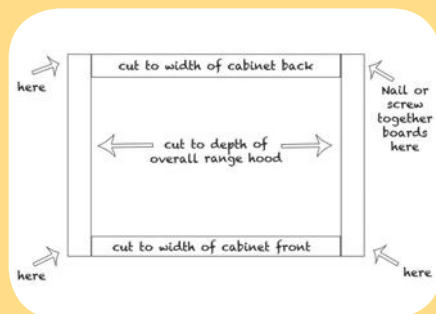 cut to width of cabinet back
here
Nail or
screw
together
boards
here
cut to depth of
overall range hood
cut to width of cabinet front
here
here